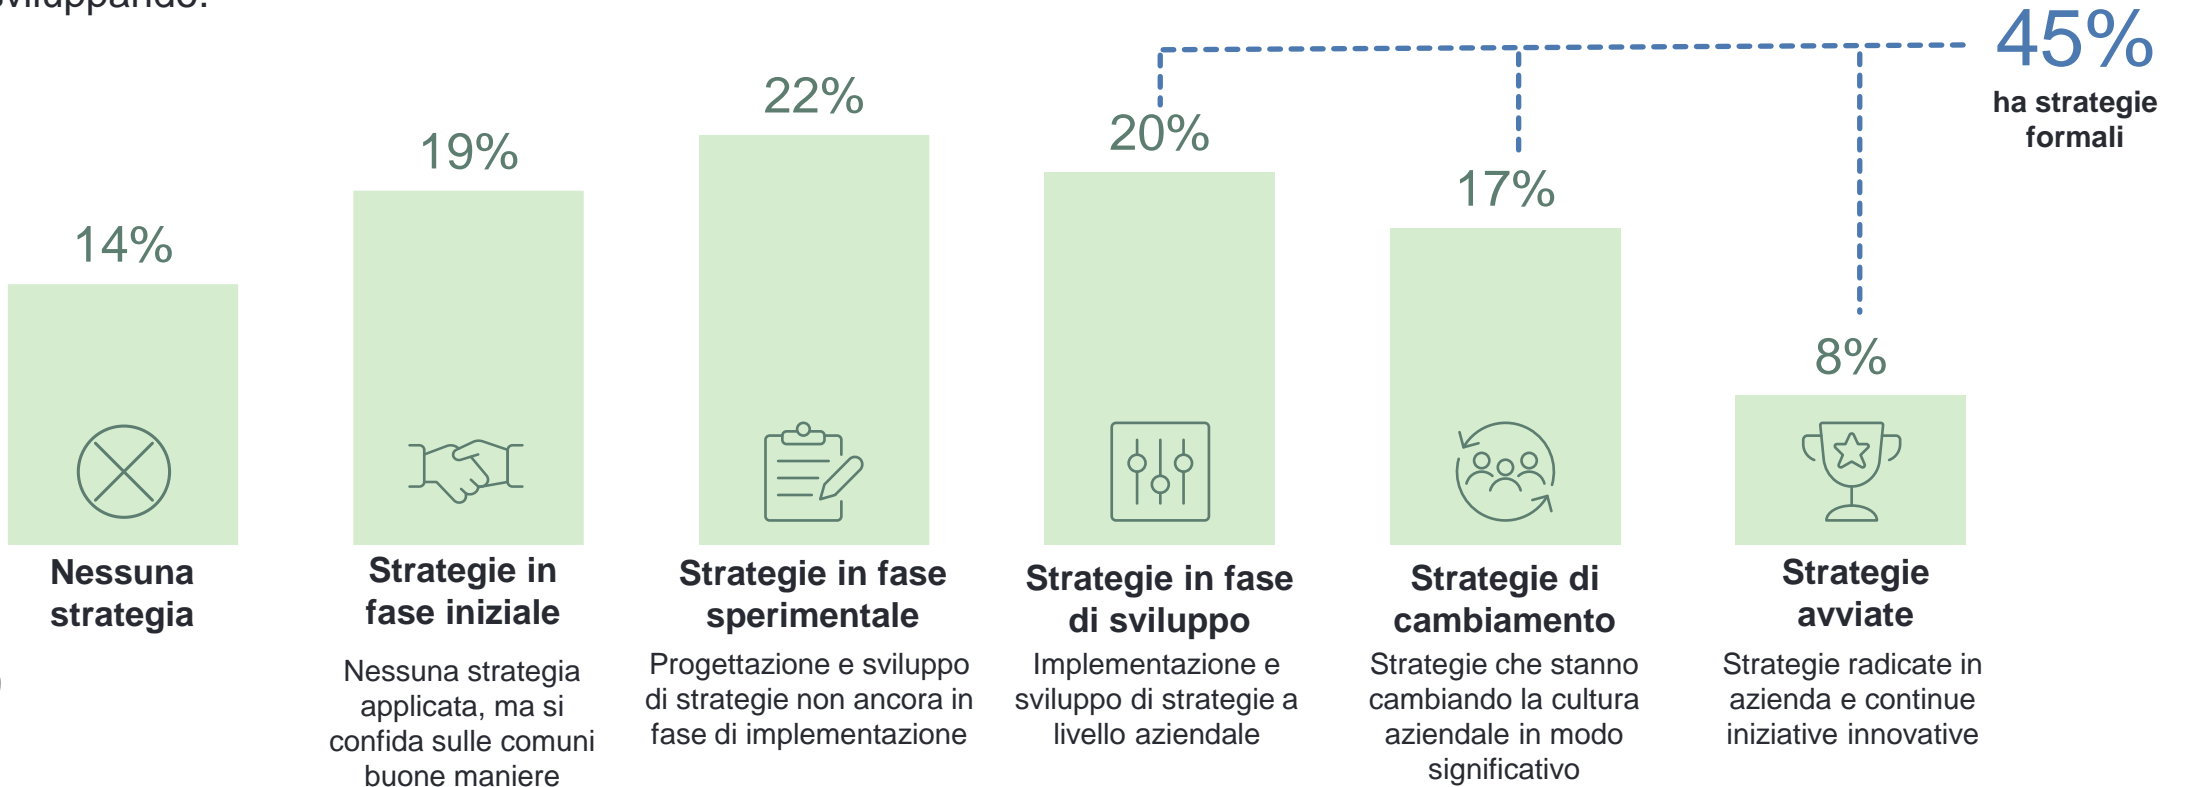 sviluppando.
45%
ha strategie
formali
14%
19%
22%
20%
17%
8%
Nessuna
strategia
Strategie in
fase iniziale
Nessuna strategia
applicata, ma si
confida sulle comuni
buone maniere
Strategie in fase
sperimentale
Progettazione e sviluppo
di strategie non ancora in
fase di implementazione
Strategie in fase
di sviluppo
Implementazione e
sviluppo di strategie a
livello aziendale
Strategie di
cambiamento
Strategie che stanno
cambiando la cultura
aziendale in modo
significativo
Strategie
avviate
Strategie radicate in
azienda e continue
iniziative innovative